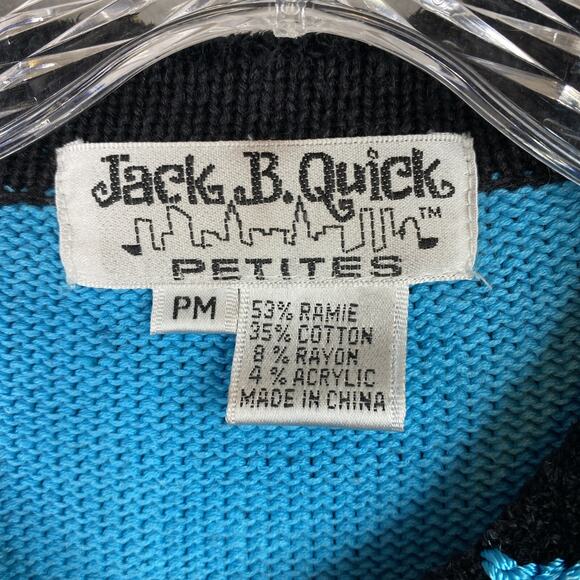 Jack B. Quick ™
PETITES
PM
53% RAMIE
35% COTTON
8% RAYON
4% ACRYLIC
MADE IN CHINA